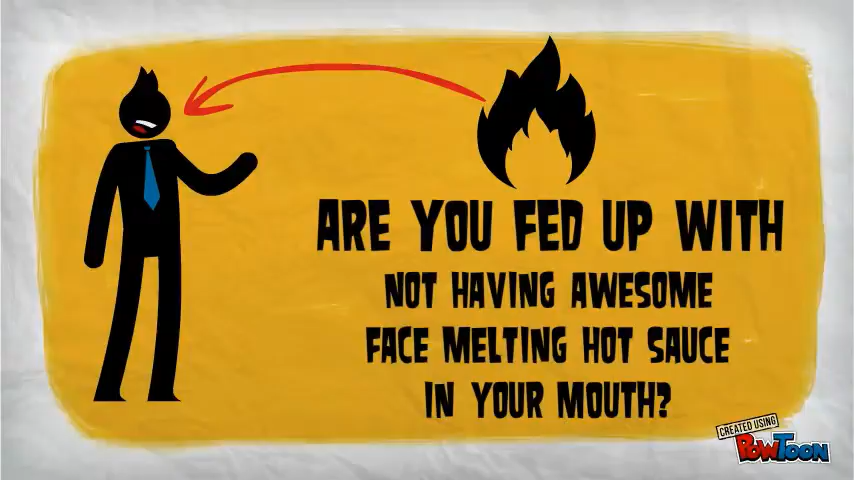 ARE YOU FED UP WITH
NOT HAVING AWESOME
FACE MELTING HOT SAUCE
IN YOUR MOUTH?
CREATED USING
POWTOON